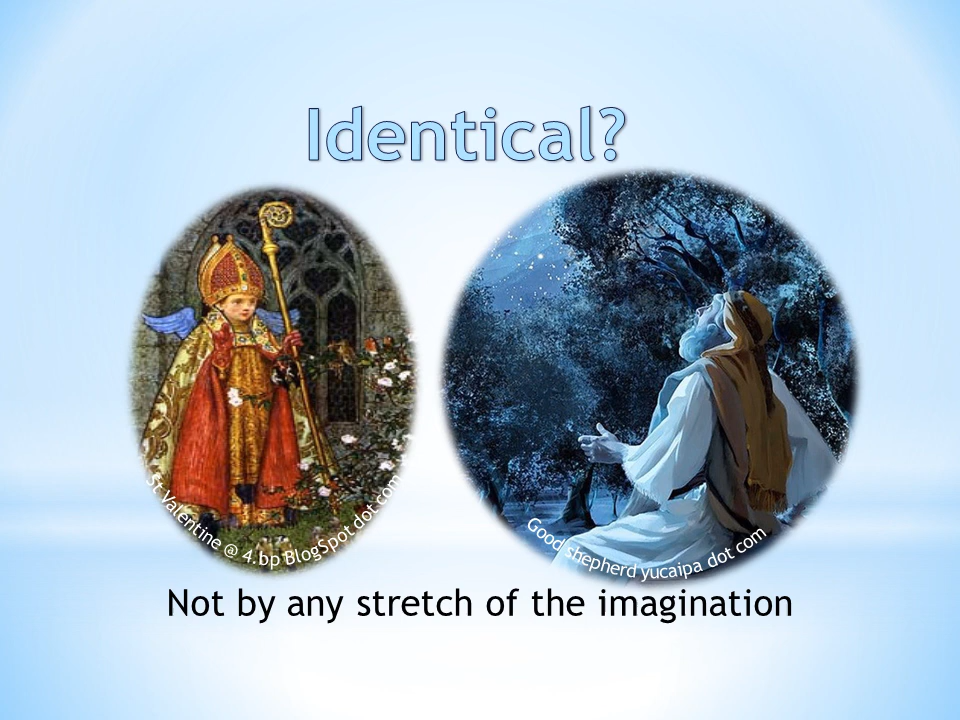 Identical?
St Valentine @ 4.bp BlogSpot dot com
Good shepherd yucaipa dot com
Not by any stretch of the imagination